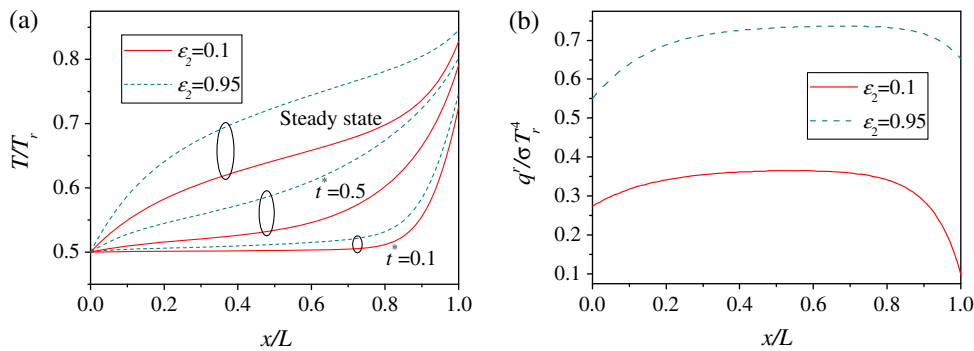 (a)
ε₂=0.1
ε₂=0.95
Steady state
t*=0.5
t*=0.1
T/Tᵣ
0.8
0.7
0.6
0.5
0.0 0.2 0.4 0.6 0.8 1.0
x/L
(b)
ε₂=0.1
ε₂=0.95
qʳ/σTᵣ⁴
0.7
0.6
0.5
0.4
0.3
0.2
0.1
0.0 0.2 0.4 0.6 0.8 1.0
x/L